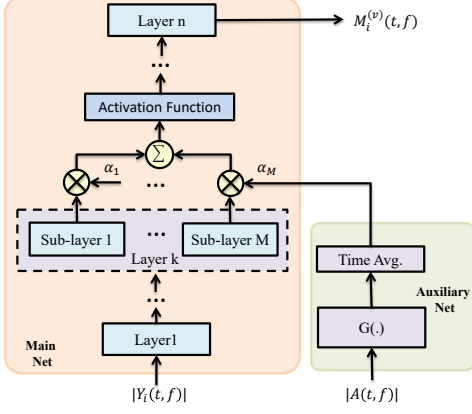 Layer n
M_i^{(v)}(t,f)
...
Activation Function
Σ
α_1
...
α_M
Sub-layer 1
...
Sub-layer M
Layer k
...
Time Avg.
Auxiliary
Net
Layer1
G(.)
Main
Net
|Y_i(t,f)|
|A(t,f)|